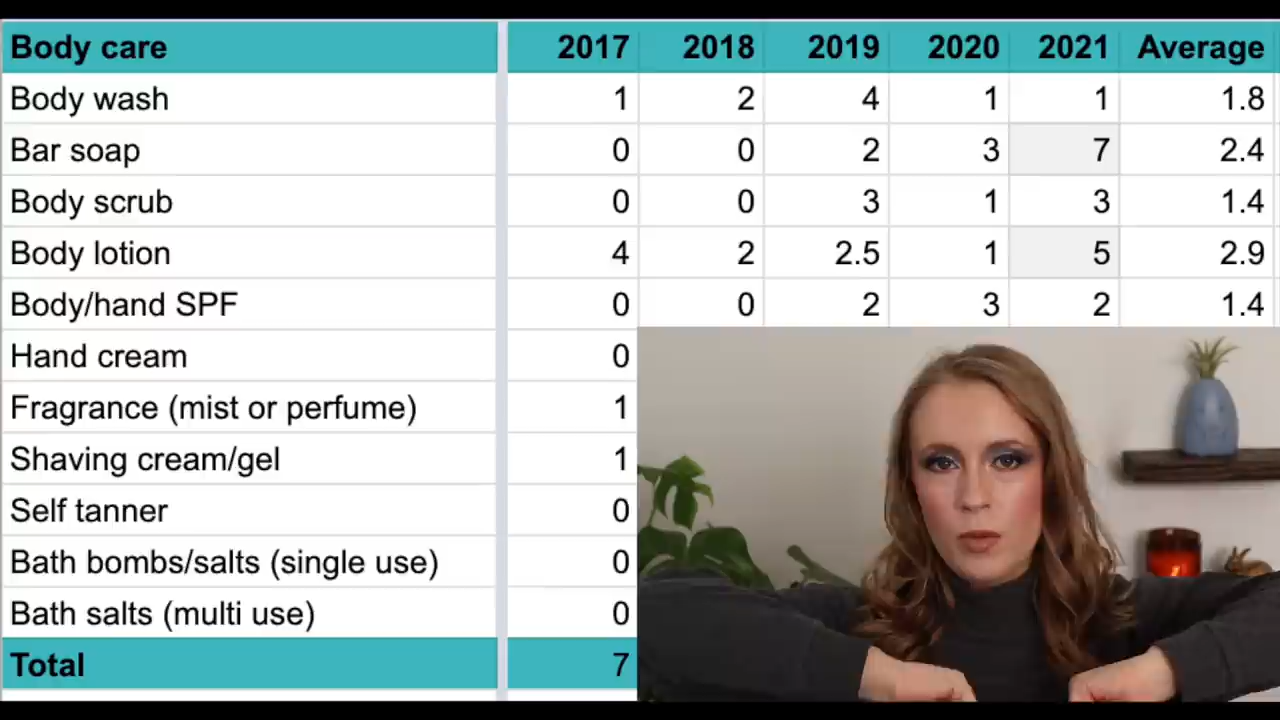 Body care 2017 2018 2019 2020 2021 Average
Body wash 1 2 4 1 1 1.8
Bar soap 0 0 2 3 7 2.4
Body scrub 0 0 3 1 3 1.4
Body lotion 4 2 2.5 1 5 2.9
Body/hand SPF 0 0 2 3 2 1.4
Hand cream 0
Fragrance (mist or perfume) 1
Shaving cream/gel 1
Self tanner 0
Bath bombs/salts (single use) 0
Bath salts (multi use) 0
Total 7